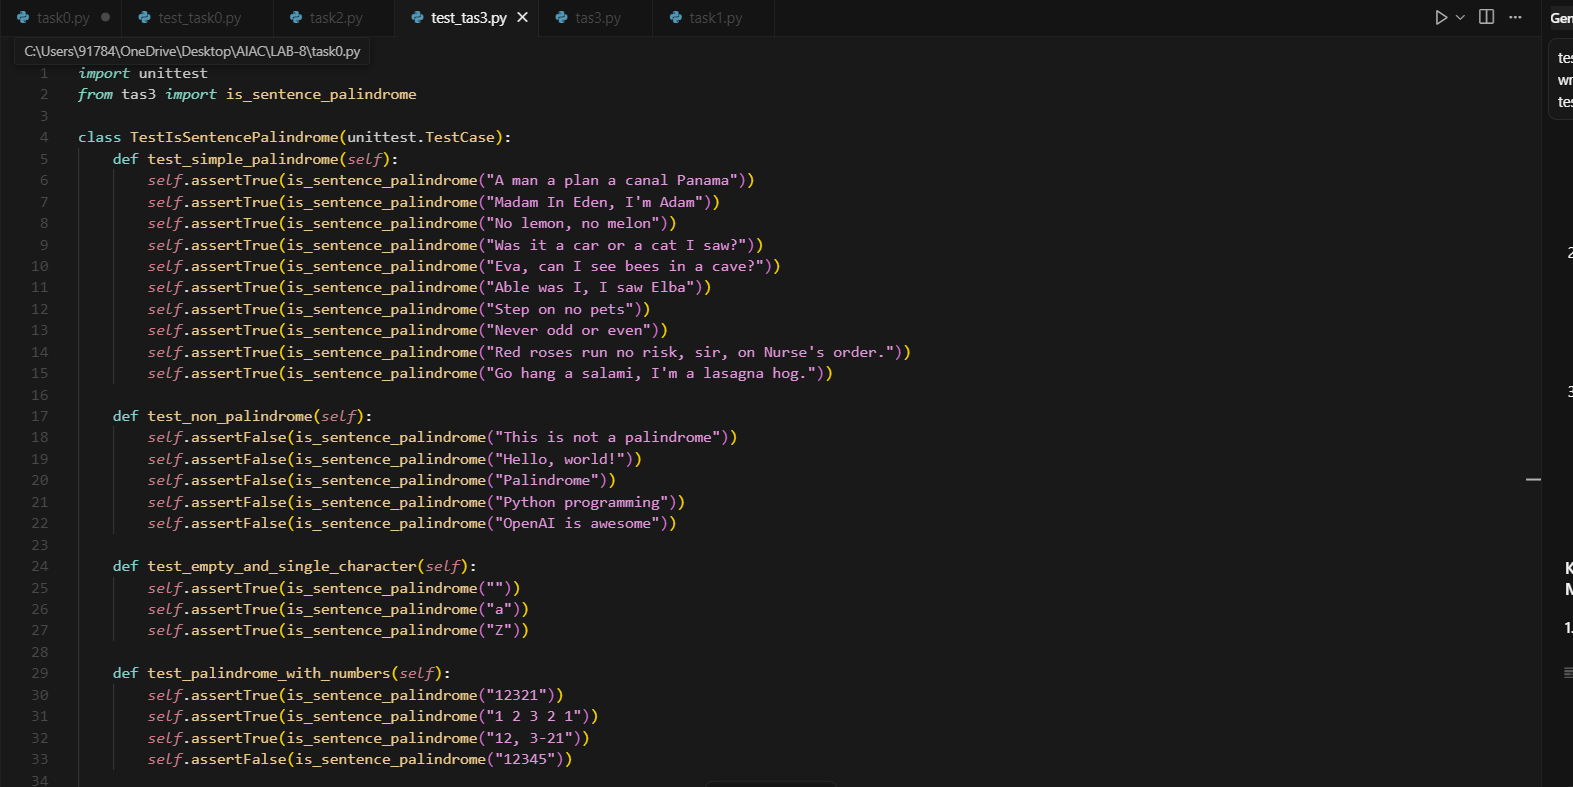 task0.py test_task0.py task2.py test_tas3.py tas3.py task1.py
Gen
C:\Users\91784\OneDrive\Desktop\AIAC\LAB-8\task0.py
tes
wr
tes
1 import unittest
2 from tas3 import is_sentence_palindrome
3
4 class TestIsSentencePalindrome(unittest.TestCase):
5 def test_simple_palindrome(self):
6 self.assertTrue(is_sentence_palindrome("A man a plan a canal Panama"))
7 self.assertTrue(is_sentence_palindrome("Madam In Eden, I'm Adam"))
8 self.assertTrue(is_sentence_palindrome("No lemon, no melon"))
9 self.assertTrue(is_sentence_palindrome("Was it a car or a cat I saw?"))
10 self.assertTrue(is_sentence_palindrome("Eva, can I see bees in a cave?"))
11 self.assertTrue(is_sentence_palindrome("Able was I, I saw Elba"))
12 self.assertTrue(is_sentence_palindrome("Step on no pets"))
13 self.assertTrue(is_sentence_palindrome("Never odd or even"))
14 self.assertTrue(is_sentence_palindrome("Red roses run no risk, sir, on Nurse's order."))
15 self.assertTrue(is_sentence_palindrome("Go hang a salami, I'm a lasagna hog."))
16
17 def test_non_palindrome(self):
18 self.assertFalse(is_sentence_palindrome("This is not a palindrome"))
19 self.assertFalse(is_sentence_palindrome("Hello, world!"))
20 self.assertFalse(is_sentence_palindrome("Palindrome"))
21 self.assertFalse(is_sentence_palindrome("Python programming"))
22 self.assertFalse(is_sentence_palindrome("OpenAI is awesome"))
23
24 def test_empty_and_single_character(self):
25 self.assertTrue(is_sentence_palindrome(""))
26 self.assertTrue(is_sentence_palindrome("a"))
27 self.assertTrue(is_sentence_palindrome("Z"))
28
29 def test_palindrome_with_numbers(self):
30 self.assertTrue(is_sentence_palindrome("12321"))
31 self.assertTrue(is_sentence_palindrome("1 2 3 2 1"))
32 self.assertTrue(is_sentence_palindrome("12, 3-21"))
33 self.assertFalse(is_sentence_palindrome("12345"))
34